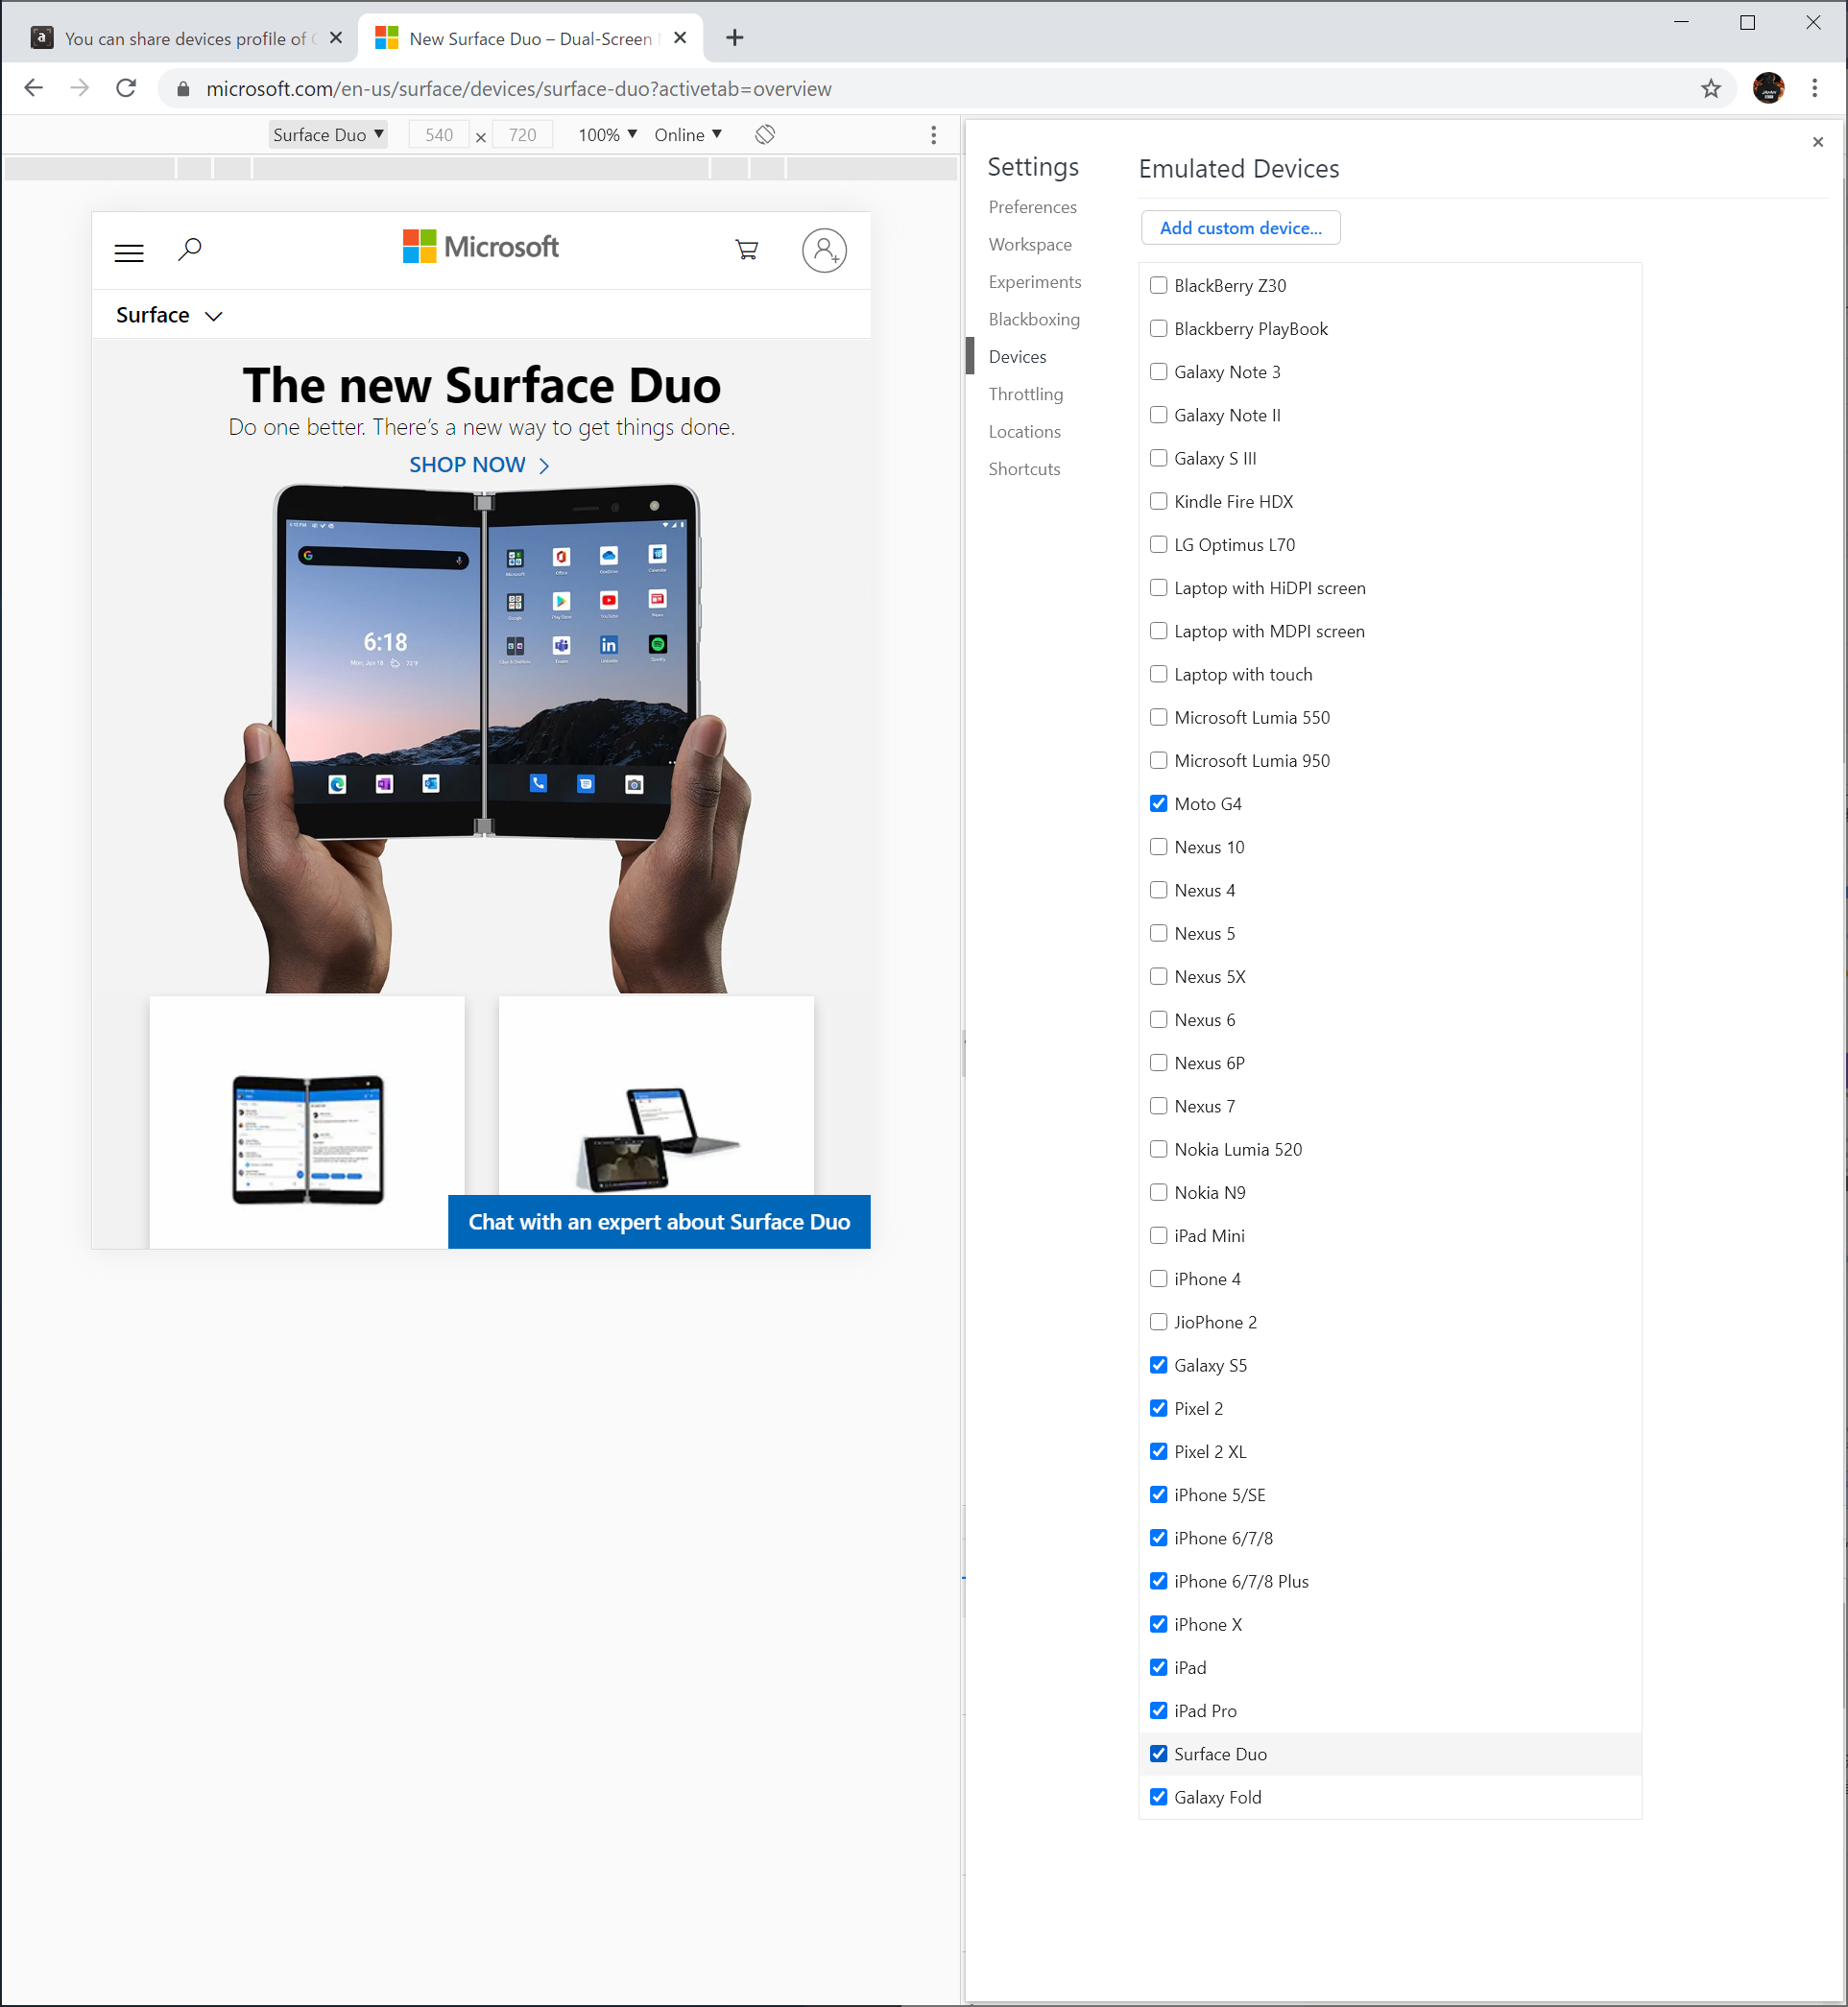 You can share devices profile of
New Surface Duo – Dual-Screen
microsoft.com/en-us/surface/devices/surface-duo?activetab=overview
Surface Duo ▼ 540 × 720 100% ▼ Online ▼
Microsoft
Surface
The new Surface Duo
Do one better. There's a new way to get things done.
SHOP NOW
6:18
Chat with an expert about Surface Duo
Settings
Preferences
Workspace
Experiments
Blackboxing
Devices
Throttling
Locations
Shortcuts
Emulated Devices
Add custom device...
BlackBerry Z30
Blackberry PlayBook
Galaxy Note 3
Galaxy Note II
Galaxy S III
Kindle Fire HDX
LG Optimus L70
Laptop with HiDPI screen
Laptop with MDPI screen
Laptop with touch
Microsoft Lumia 550
Microsoft Lumia 950
Moto G4
Nexus 10
Nexus 4
Nexus 5
Nexus 5X
Nexus 6
Nexus 6P
Nexus 7
Nokia Lumia 520
Nokia N9
iPad Mini
iPhone 4
JioPhone 2
Galaxy S5
Pixel 2
Pixel 2 XL
iPhone 5/SE
iPhone 6/7/8
iPhone 6/7/8 Plus
iPhone X
iPad
iPad Pro
Surface Duo
Galaxy Fold